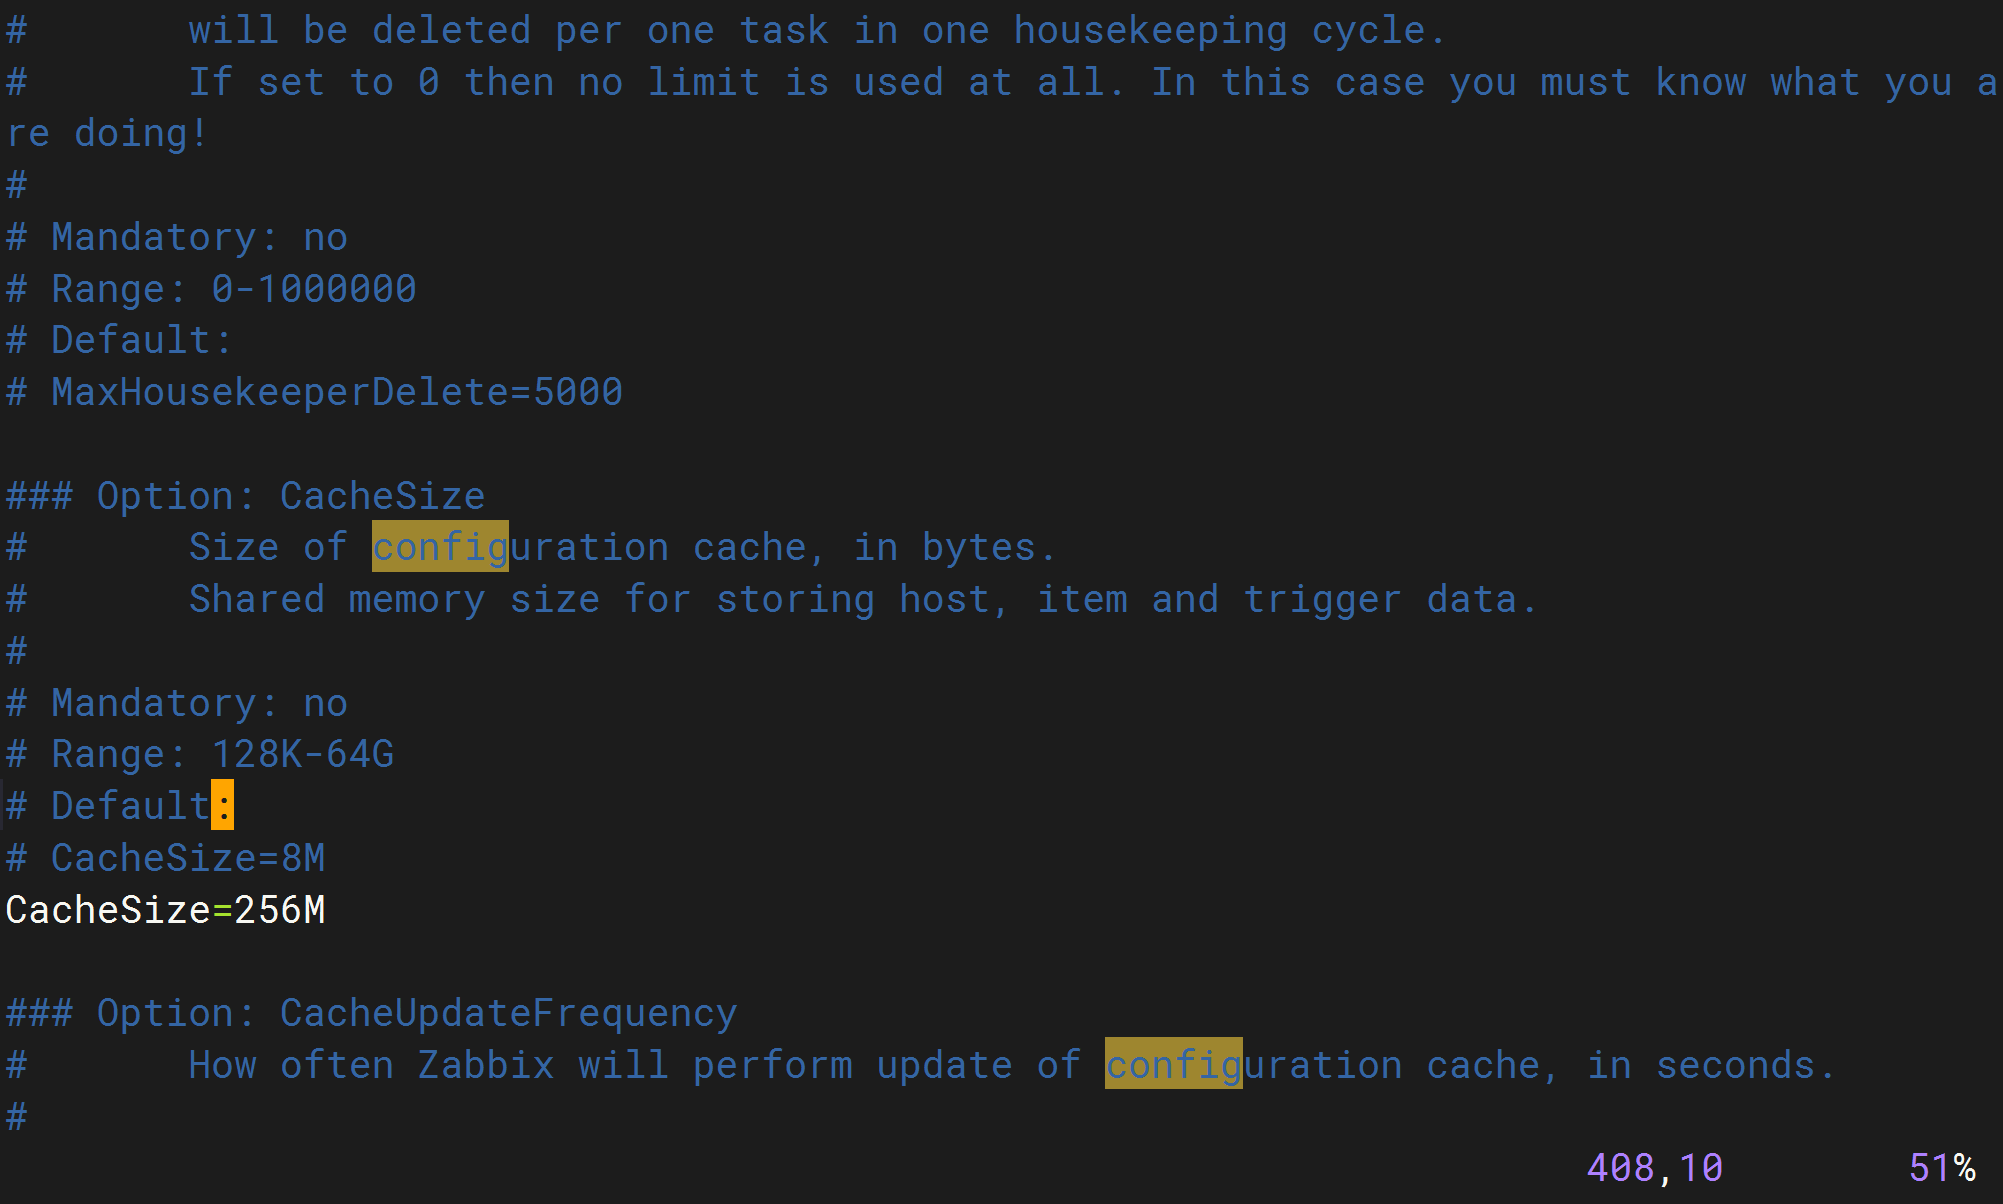 #       will be deleted per one task in one housekeeping cycle.
#       If set to 0 then no limit is used at all. In this case you must know what you a
re doing!
#
# Mandatory: no
# Range: 0-1000000
# Default:
# MaxHousekeeperDelete=5000

### Option: CacheSize
#       Size of configuration cache, in bytes.
#       Shared memory size for storing host, item and trigger data.
#
# Mandatory: no
# Range: 128K-64G
# Default:
# CacheSize=8M
CacheSize=256M

### Option: CacheUpdateFrequency
#       How often Zabbix will perform update of configuration cache, in seconds.
#
408,10        51%